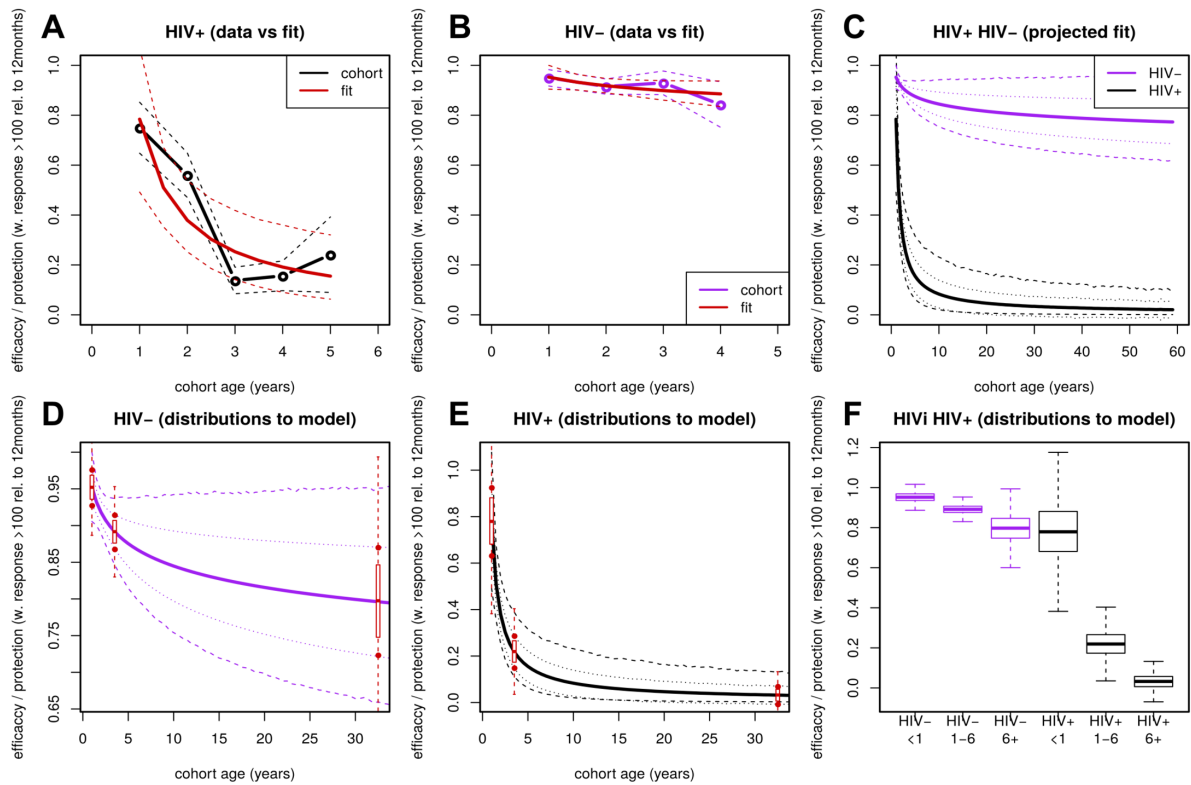 A
HIV+ (data vs fit)
efficaccy / protection (w. response >100 rel. to 12months)
1.0
0.8
0.6
0.4
0.2
0.0
cohort
fit
0 1 2 3 4 5 6
cohort age (years)
B
HIV− (data vs fit)
efficaccy / protection (w. response >100 rel. to 12months)
1.0
0.8
0.6
0.4
0.2
0.0
cohort
fit
0 1 2 3 4 5
cohort age (years)
C
HIV+ HIV− (projected fit)
efficaccy / protection (w. response >100 rel. to 12months)
1.0
0.8
0.6
0.4
0.2
0.0
HIV−
HIV+
0 10 20 30 40 50 60
cohort age (years)
D
HIV− (distributions to model)
efficaccy / protection (w. response >100 rel. to 12months)
0.95
0.85
0.75
0.65
0 5 10 15 20 25 30
cohort age (years)
E
HIV+ (distributions to model)
efficaccy / protection (w. response >100 rel. to 12months)
1.0
0.8
0.6
0.4
0.2
0.0
0 5 10 15 20 25 30
cohort age (years)
F
HIVi HIV+ (distributions to model)
efficaccy / protection (w. response >100 rel. to 12months)
1.2
1.0
0.8
0.6
0.4
0.2
0.0
HIV− HIV− HIV− HIV+ HIV+ HIV+
<1 1−6 6+ <1 1−6 6+